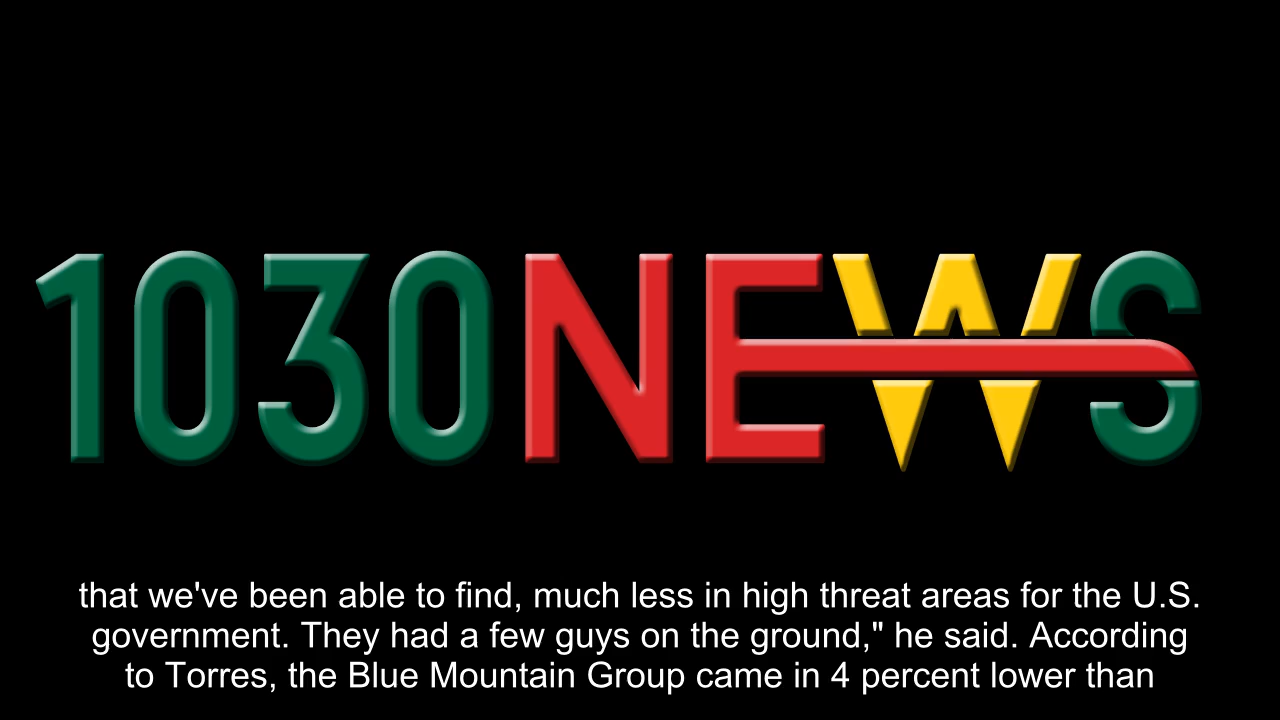 1030NEWS
that we've been able to find, much less in high threat areas for the U.S.
government. They had a few guys on the ground," he said. According
to Torres, the Blue Mountain Group came in 4 percent lower than